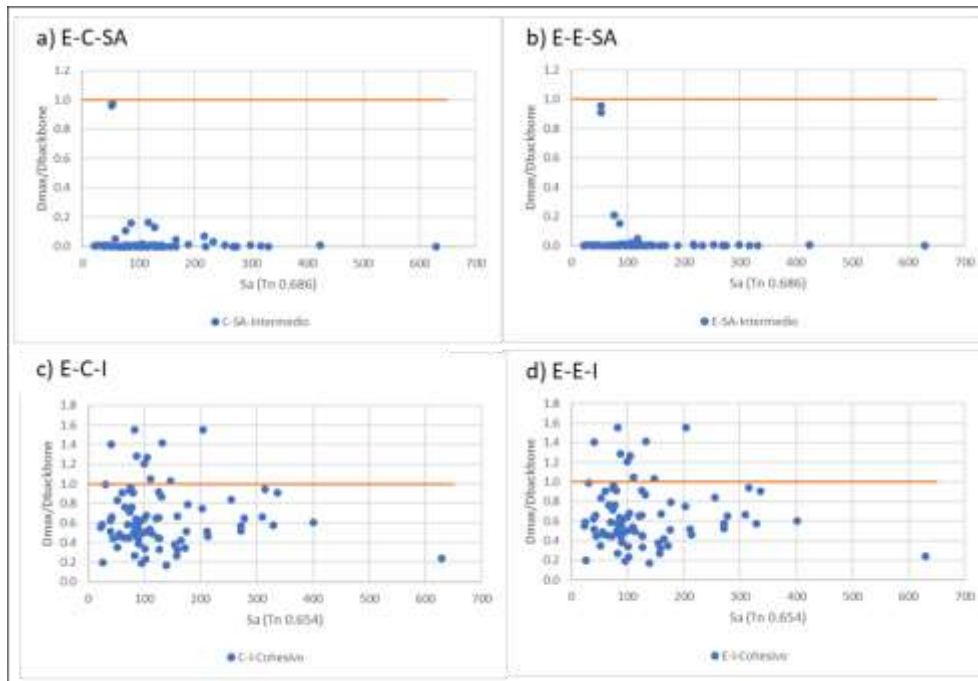 a) E-C-SA
1.2
1.0
0.8
0.6
0.4
0.2
0.0
Dmax/Dbackbone
0 100 200 300 400 500 600 700
Sa (Tn 0.686)
C-SA-Intermedio
b) E-E-SA
1.2
1.0
0.8
0.6
0.4
0.2
0.0
Dmax/Dbackbone
0 100 200 300 400 500 600 700
Sa (Tn 0.686)
E-SA-Intermedio
c) E-C-I
1.8
1.6
1.4
1.2
1.0
0.8
0.6
0.4
0.2
0.0
Dmax/Dbackbone
0 100 200 300 400 500 600 700
Sa (Tn 0.654)
C-I-Cohesivo
d) E-E-I
1.8
1.6
1.4
1.2
1.0
0.8
0.6
0.4
0.2
0.0
Dmax/Dbackbone
0 100 200 300 400 500 600 700
Sa (Tn 0.654)
E-I-Cohesivo